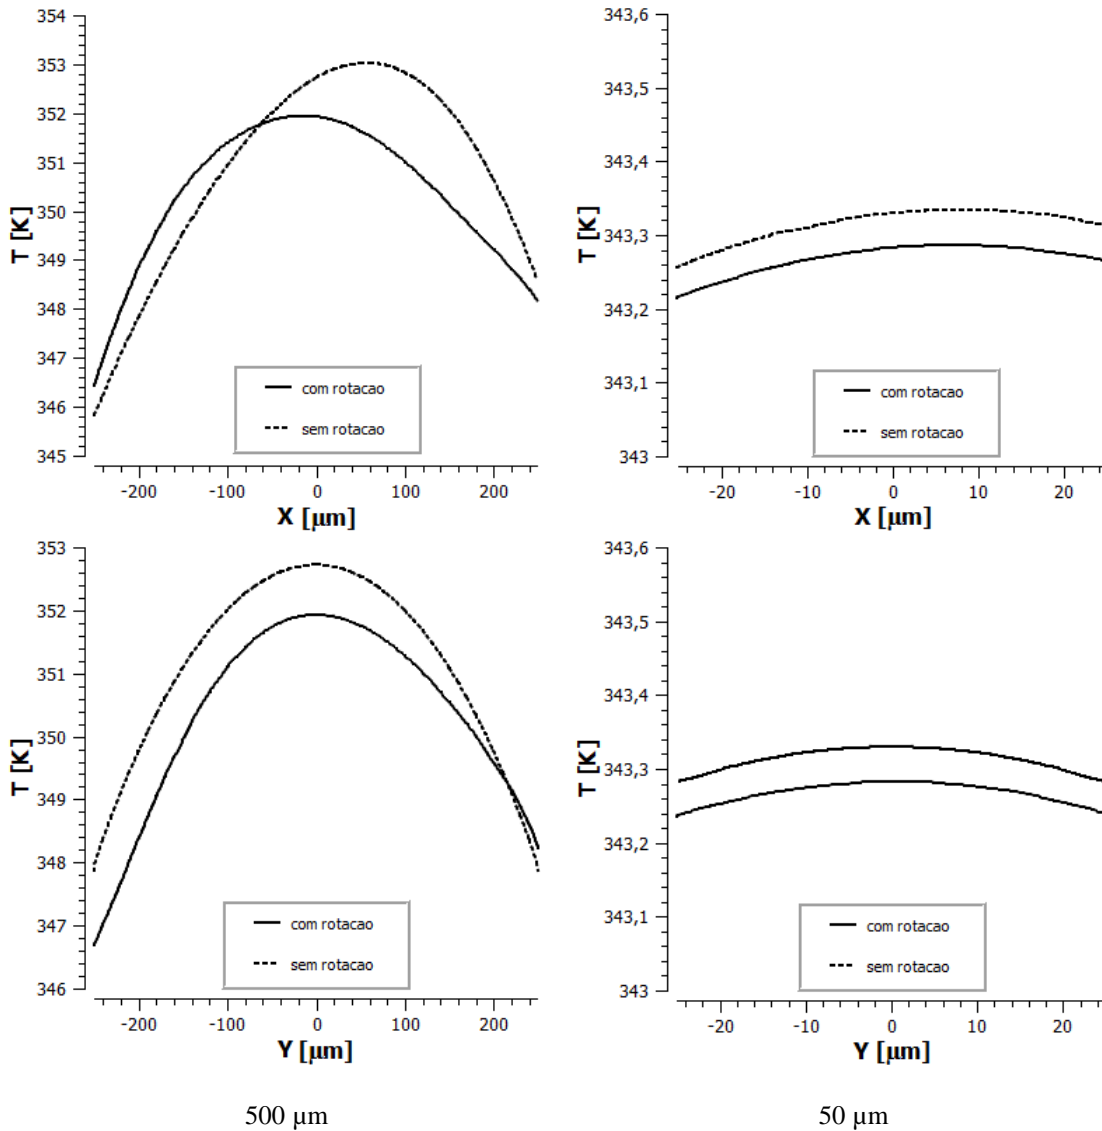 354
353
352
351
350
349
348
347
346
345
T [K]
com rotacao
sem rotacao
-200 -100 0 100 200
X [µm]
343,6
343,5
343,4
343,3
343,2
343,1
343
T [K]
com rotacao
sem rotacao
-20 -10 0 10 20
X [µm]
353
352
351
350
349
348
347
346
T [K]
com rotacao
sem rotacao
-200 -100 0 100 200
Y [µm]
343,6
343,5
343,4
343,3
343,2
343,1
343
T [K]
com rotacao
sem rotacao
-20 -10 0 10 20
Y [µm]
500 µm 50 µm